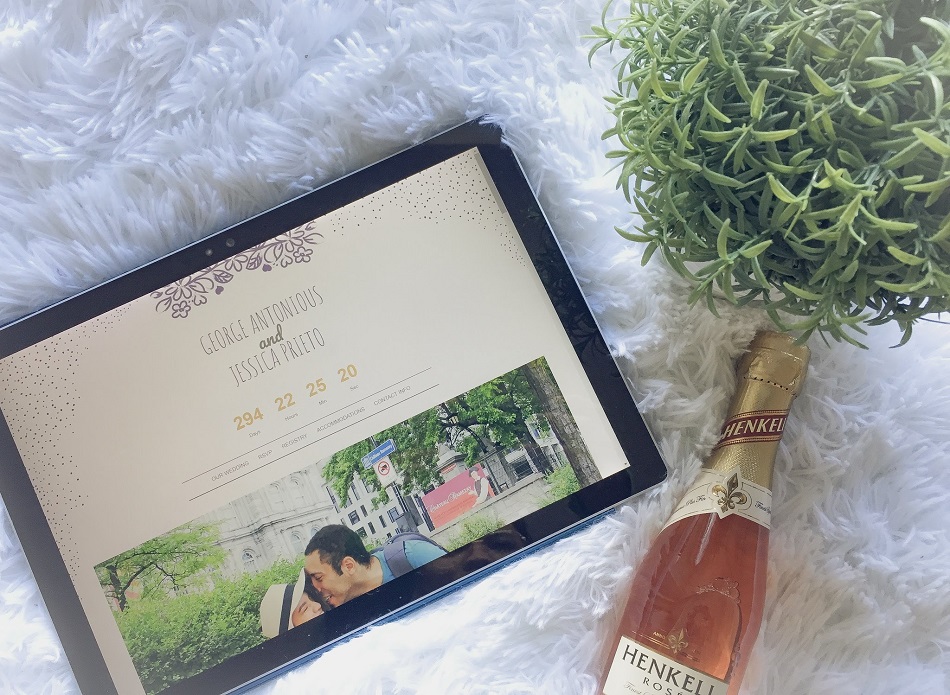 GEORGE ANTONIOUS
and
JESSICA PRIETO
294 22 25 20
Days Hours Min Sec
OUR WEDDING RSVP REGISTRY ACCOMMODATIONS CONTACT INFO
HENKELL
HENKELL
ROSÉ